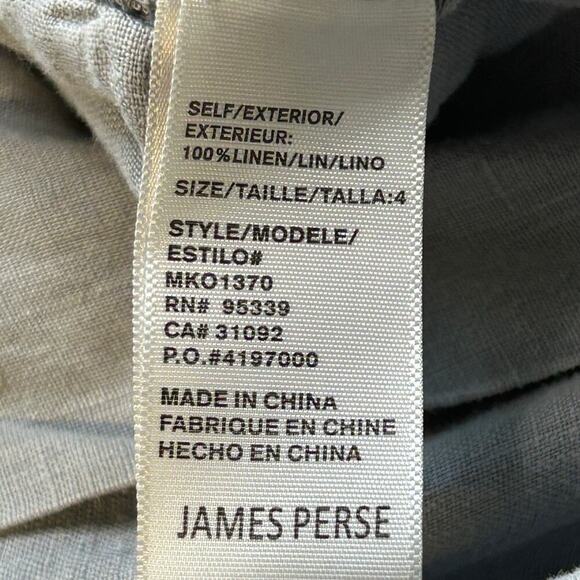 SELF/EXTERIOR/
EXTERIEUR:
100%LINEN/LIN/LINO
SIZE/TAILLE/TALLA:4
STYLE/MODELE/
ESTILO#
MKO1370
RN# 95339
CA# 31092
P.O.#4197000
MADE IN CHINA
FABRIQUE EN CHINE
HECHO EN CHINA
JAMES PERSE